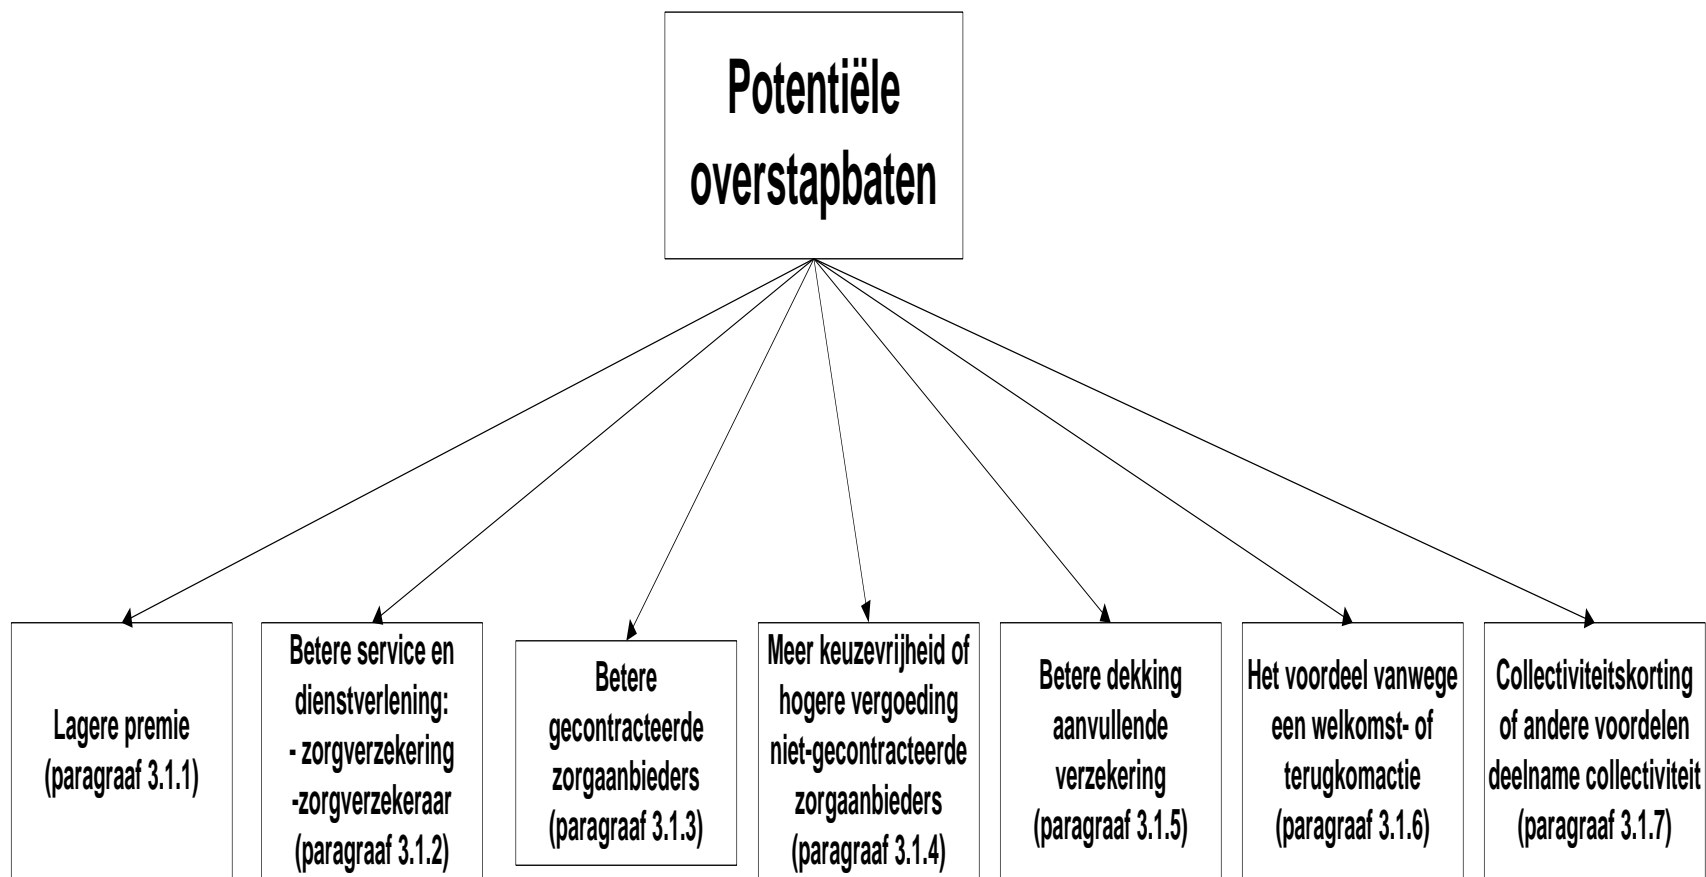 Potentiële
overstapbaten
Lagere premie
(paragraaf 3.1.1)
Betere service en
dienstverlening:
- zorgverzekering
-zorgverzekeraar
(paragraaf 3.1.2)
Betere
gecontracteerde
zorgaanbieders
(paragraaf 3.1.3)
Meer keuzevrijheid of
hogere vergoeding
niet-gecontracteerde
zorgaanbieders
(paragraaf 3.1.4)
Betere dekking
aanvullende
verzekering
(paragraaf 3.1.5)
Het voordeel vanwege
een welkomst- of
terugkomactie
(paragraaf 3.1.6)
Collectiviteitskorting
of andere voordelen
deelname collectiviteit
(paragraaf 3.1.7)